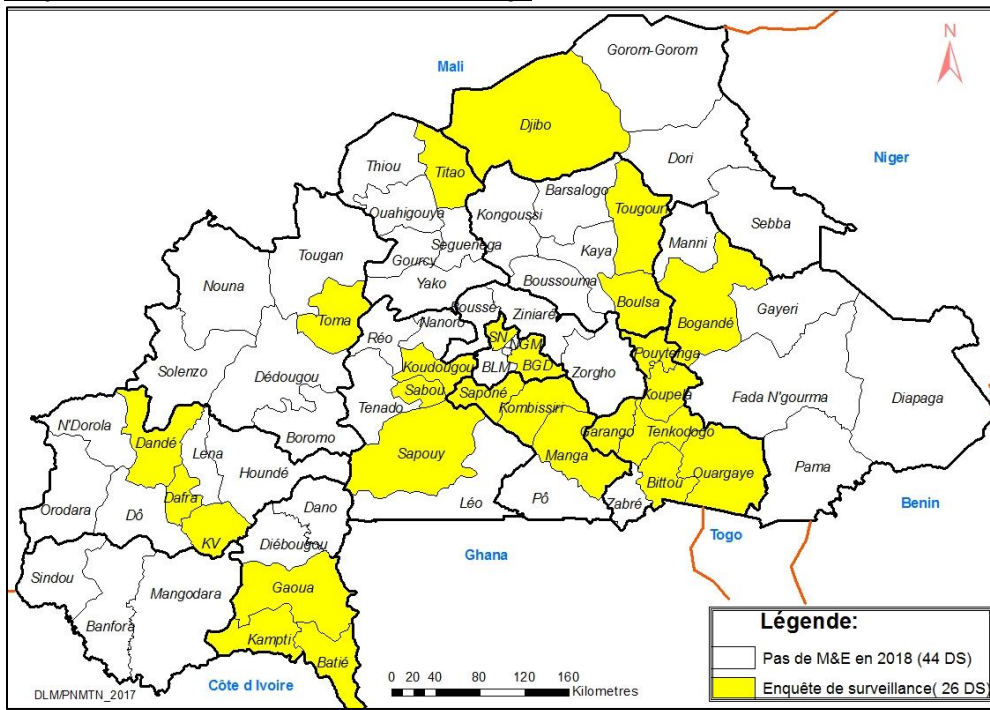 N
Gorom-Gorom
Mali
Djibo
Niger
Thiou
Titao
Dori
Barsalogo
Tougouri
Ouahigouya
Kongoussi
Sebba
Seguenega
Kaya
Manni
Tougan
Gourcy
Nouna
Yako
Boussouma
Boulsa
Gayeri
Bogandé
Toma
Boussé
Ziniaré
Nanoro
Réo
SN
NGM
Pouytenga
Koudougou
BLM
BGD
Zorgho
Solenzo
Dédougou
Sabou
Saponé
Koupela
Fada N'gourma
Diapaga
Tenado
Kombissiri
N'Dorola
Boromo
Garango
Tenkodogo
Dandé
Lena
Sapouy
Manga
Houndé
Bittou
Ouargaye
Pama
Dafra
Dano
Léo
Pô
Zabré
Orodara
Dô
KV
Benin
Diébougou
Togo
Ghana
Sindou
Gaoua
Mangodara
Banfora
Kampti
Batié
Légende:
Pas de M&E en 2018 (44 DS)
Enquête de surveillance( 26 DS)
0 20 40 80 120 160
Kilometres
DLM/PNMTN_2017
Côte d Ivoire